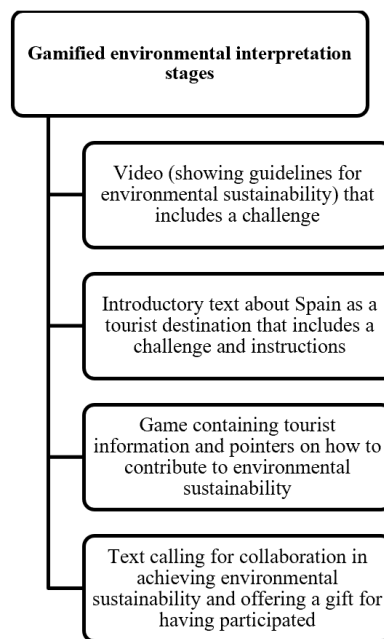 Gamified environmental interpretation
stages
Video (showing guidelines for
environmental sustainability) that
includes a challenge
Introductory text about Spain as a
tourist destination that includes a
challenge and instructions
Game containing tourist
information and pointers on how to
contribute to environmental
sustainability
Text calling for collaboration in
achieving environmental
sustainability and offering a gift for
having participated